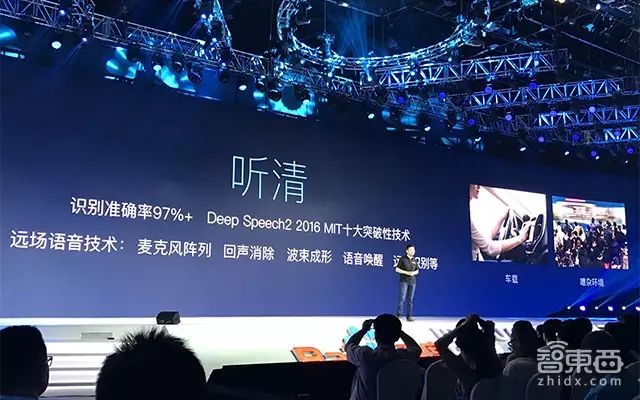 听清
识别准确率97%+ Deep Speech2 2016 MIT十大突破性技术
远场语音技术： 麦克风阵列 回声消除 波束成形 语音唤醒 识别等
车载
嘈杂环境
智东西
zhidx.com